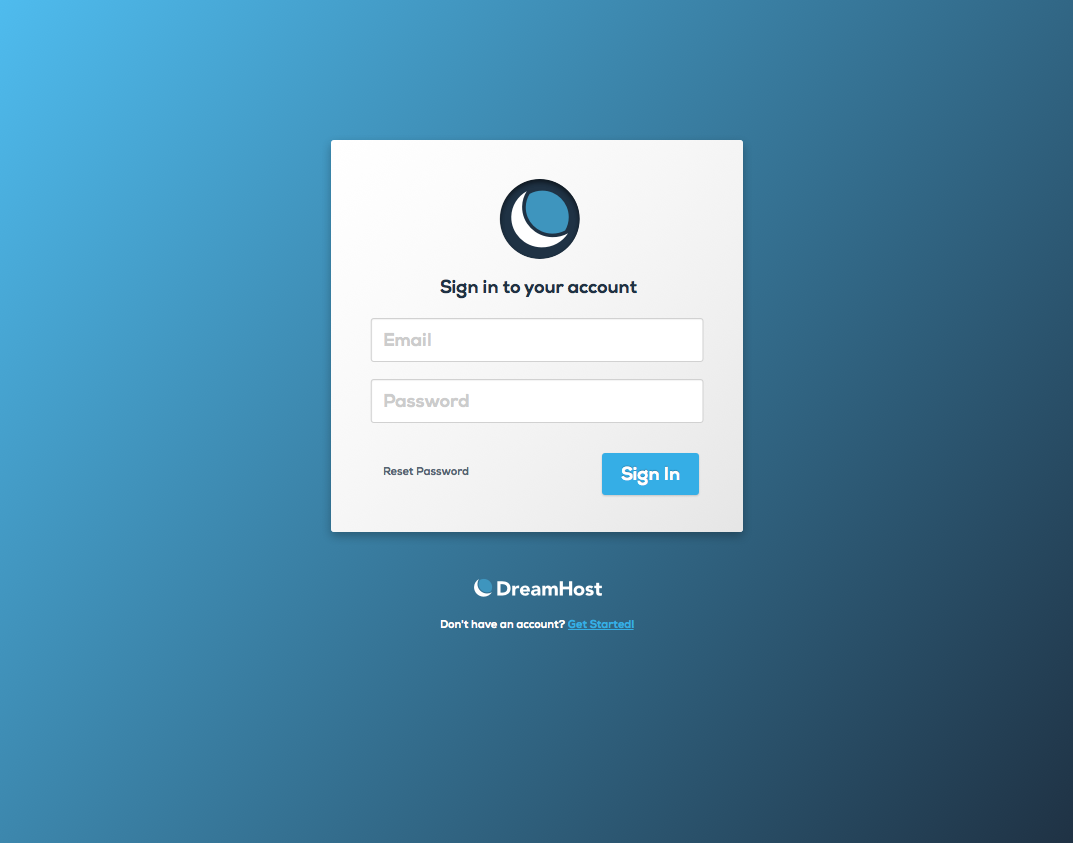 Sign in to your account
Email
Password
Reset Password
Sign In
DreamHost
Don't have an account? Get Started!